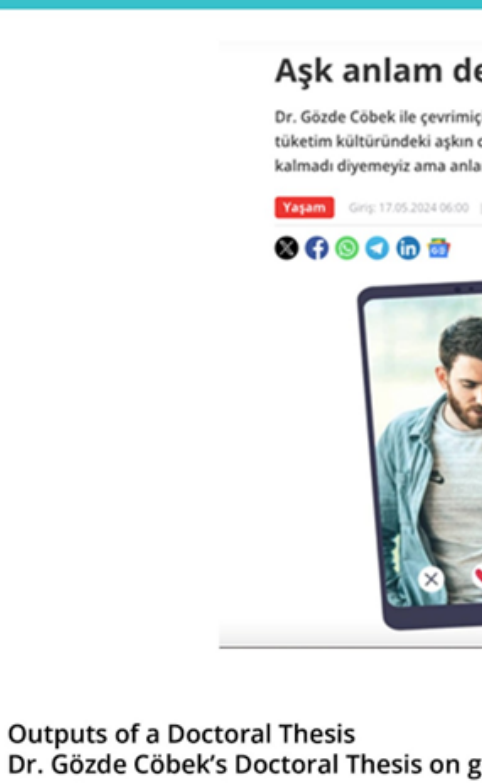 Aşk anlam de
Dr. Gözde Cöbek ile çevrimiç
tüketim kültüründeki aşkın
kalmadı diyemeyiz ama anla
Yaşam Giriş: 17.05.2024 06:00
Outputs of a Doctoral Thesis
Dr. Gözde Cöbek's Doctoral Thesis on g